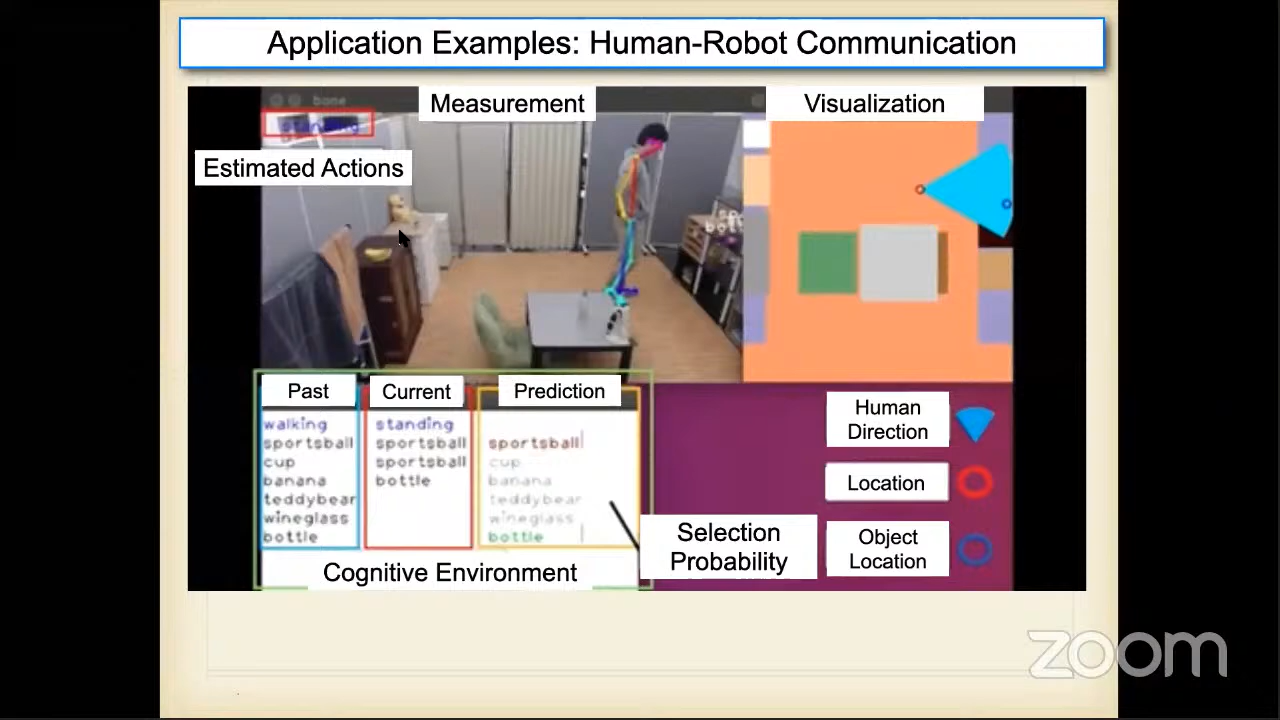 Application Examples: Human-Robot Communication
bone
Measurement
Visualization
standing
Estimated Actions
Past
Current
Prediction
walking
sportsball
cup
banana
teddybear
wineglass
bottle
standing
sportsball
sportsball
bottle
sportsball
cup
banana
teddybear
wineglass
bottle
Cognitive Environment
Selection
Probability
Human
Direction
Location
Object
Location
zoom